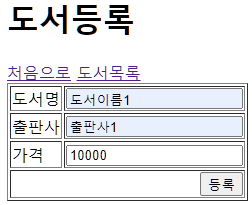 도서등록
처음으로 도서목록
도서명 도서이름1
출판사 출판사1
가격 10000
등록